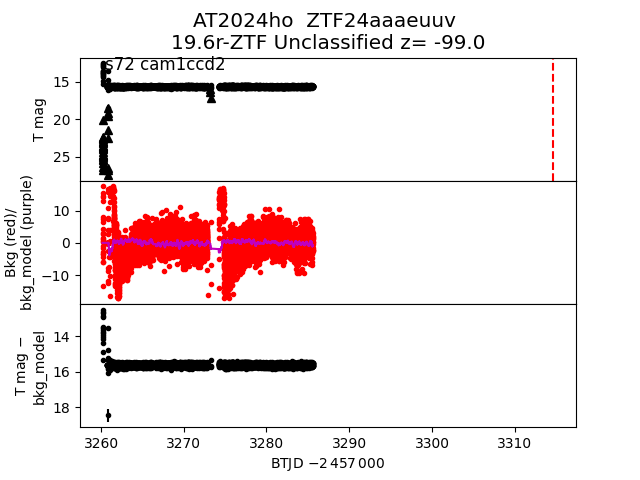 AT2024ho  ZTF24aaaeuuv
19.6r-ZTF Unclassified z= -99.0
s72 cam1ccd2
15
20
25
T mag
10
0
−10
Bkg (red)/
bkg_model (purple)
14
16
18
T mag −
bkg_model
3260 3270 3280 3290 3300 3310
BTJD −2 457 000